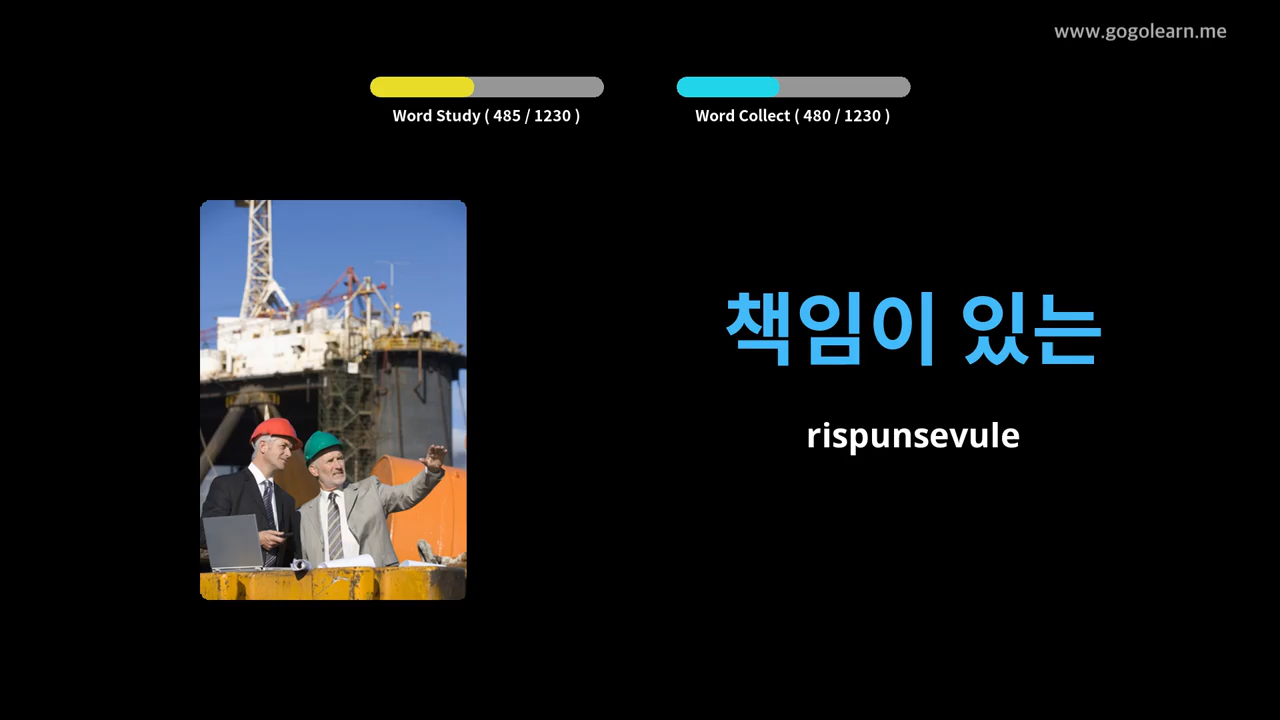 www.gogolearn.me
Word Study ( 485 / 1230 )
Word Collect ( 480 / 1230 )
책임이 있는
rispunsevule